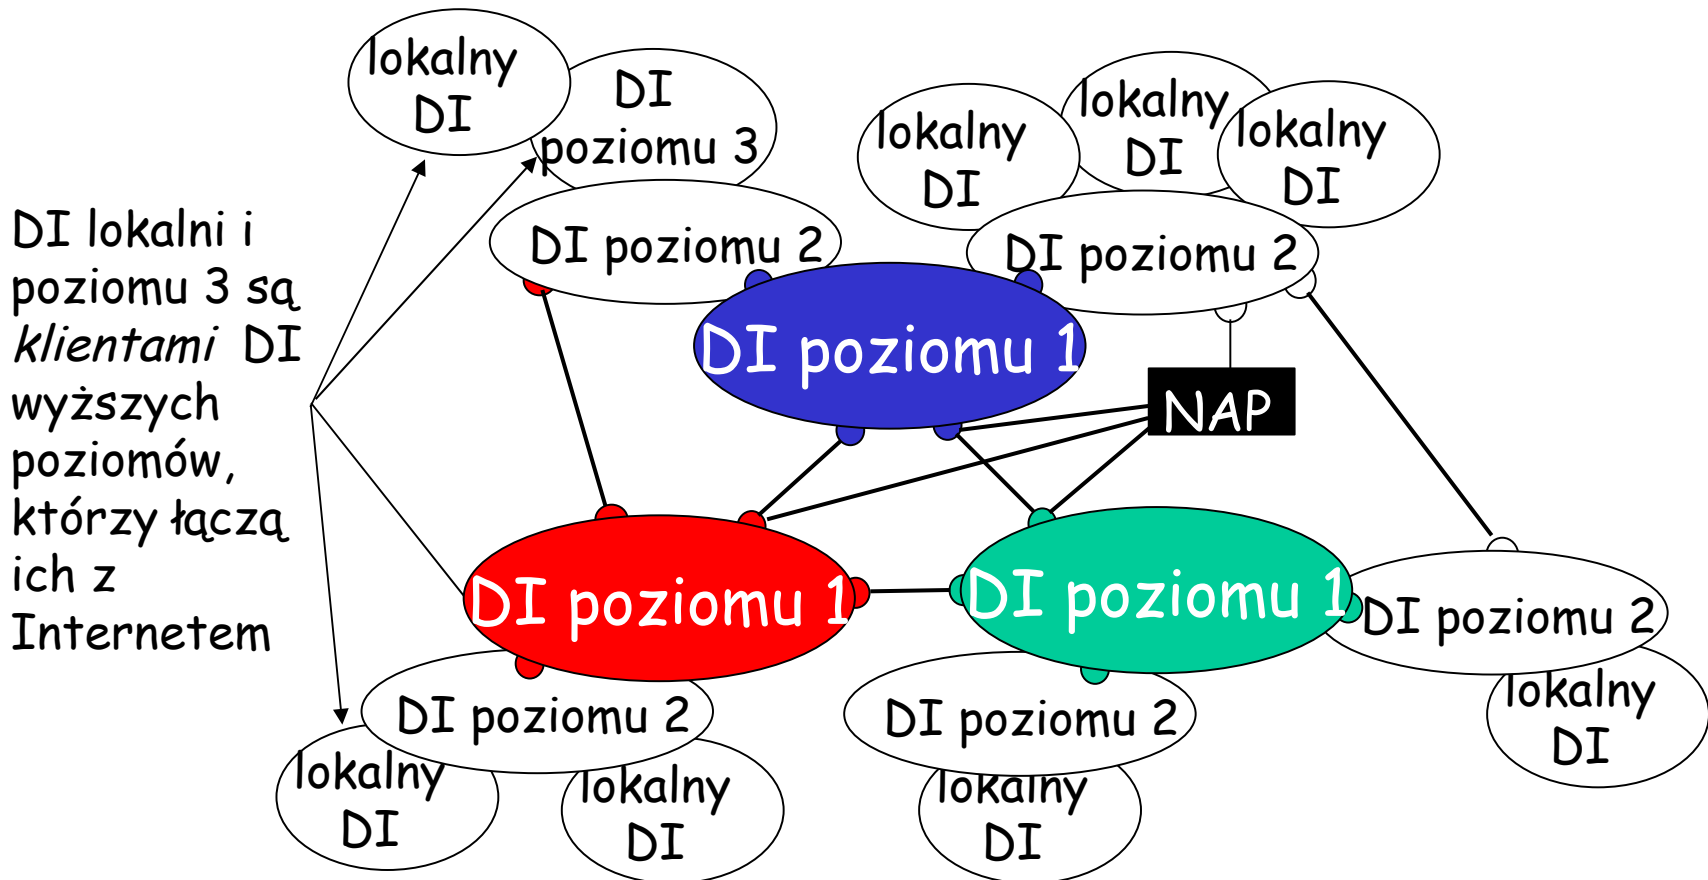 lokalny
DI
DI
poziomu 3
lokalny
DI
lokalny
DI
lokalny
DI
DI lokalni i
poziomu 3 są
klientami DI
wyższych
poziomów,
którzy łączą
ich z
Internetem
DI poziomu 2
DI poziomu 2
DI poziomu 1
NAP
DI poziomu 1
DI poziomu 1
DI poziomu 2
DI poziomu 2
DI poziomu 2
lokalny
DI
lokalny
DI
lokalny
DI
lokalny
DI